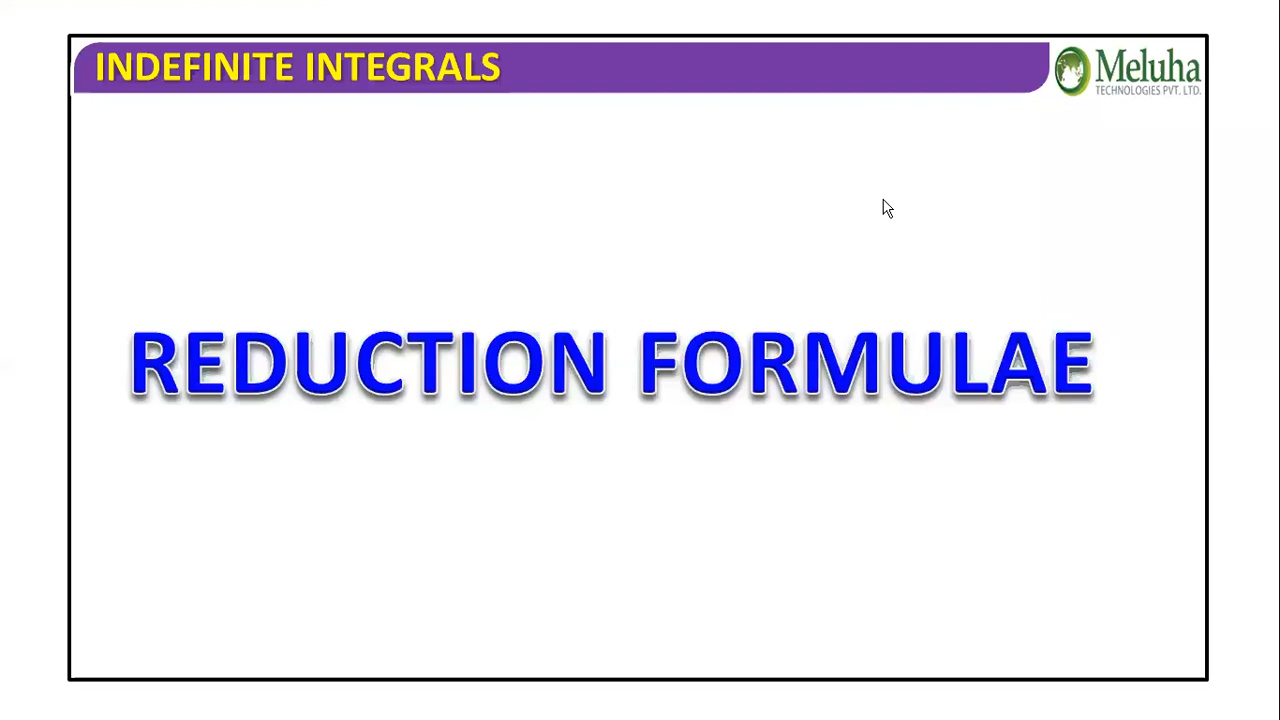 INDEFINITE INTEGRALS
Meluha
TECHNOLOGIES PVT. LTD.
REDUCTION FORMULAE